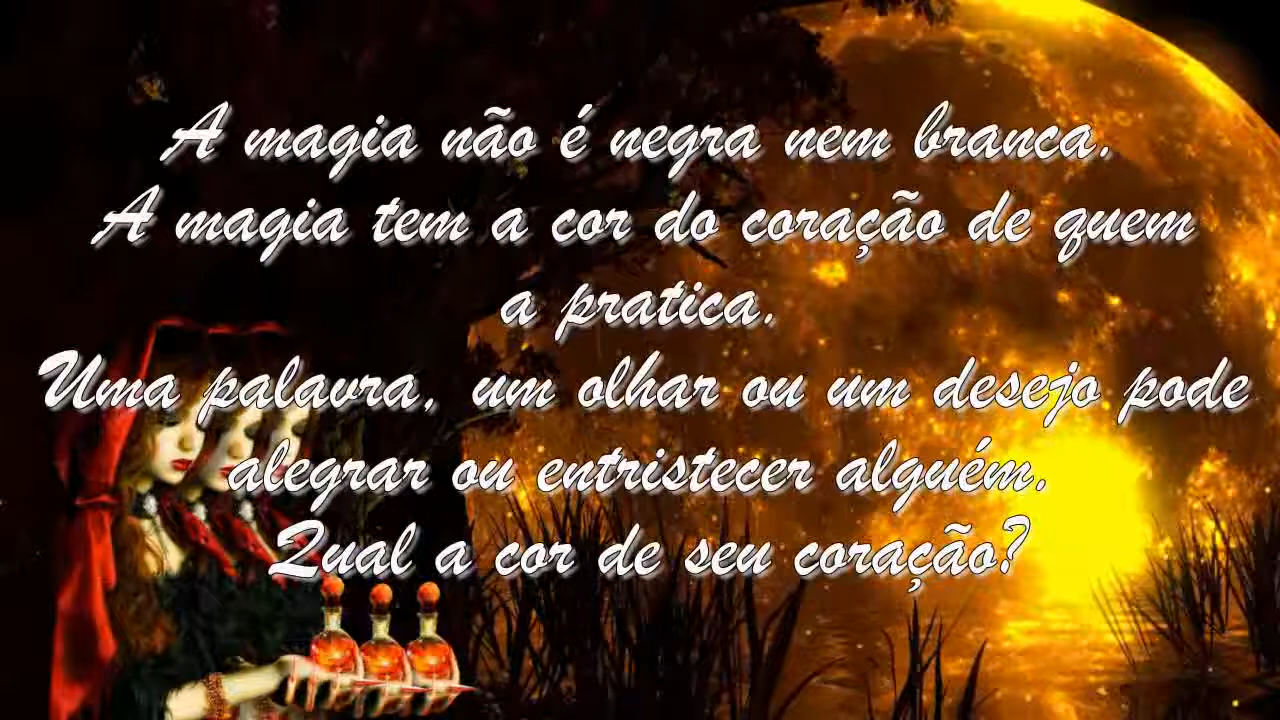 A magia não é negra nem branca.
A magia tem a cor do coração de quem
a pratica.
Uma palavra, um olhar ou um desejo pode
alegrar ou entristecer alguém.
Qual a cor de seu coração?